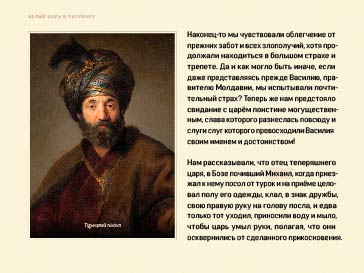 БЕЛЫЙ ЦАРЬ И ПАТРИАРХ
Наконец-то мы чувствовали облегчение от
прежних забот и всех злополучий, хотя про-
должали находиться в большом страхе и
трепете. Да и как могло быть иначе, если
даже представляясь прежде Василию, пра-
вителю Молдавии, мы испытывали почти-
тельный страх? Теперь же нам предстояло
свидание с царём поистине могуществен-
ным, слава которого разнеслась повсюду и
слуги слуг которого превосходили Василия
своим именем и достоинством!
Нам рассказывали, что отец теперяшнего
царя, в Бозе почивший Михаил, когда приез-
жал к нему посол от турок и на приёме цело-
вал полу его одежды, клал, в знак дружбы,
свою правую руку на голову посла, и едва
только тот уходил, приносили воду и мыло,
чтобы царь умыл руки, полагая, что они
осквернились от сделанного прикосновения.
Турецкий посол